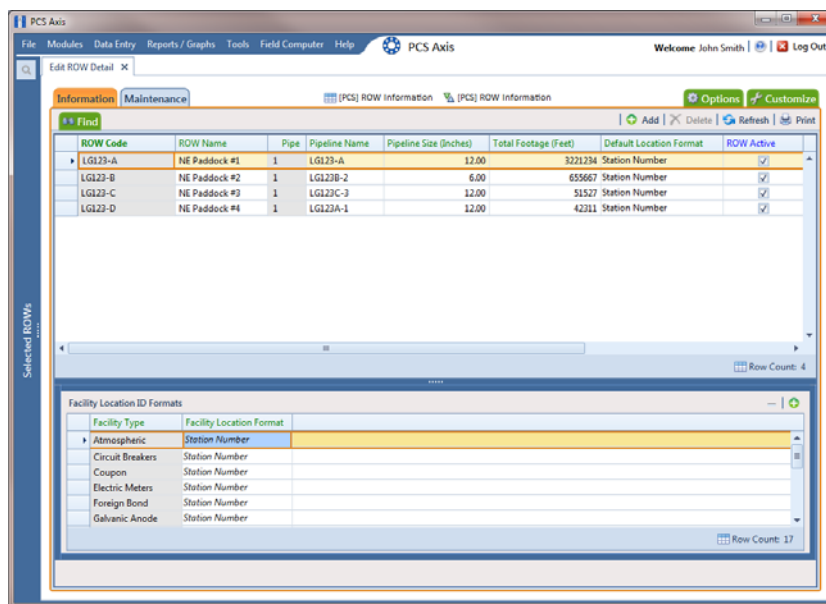 PCS Axis
File Modules Data Entry Reports / Graphs Tools Field Computer Help PCS Axis Welcome John Smith Log Out
Edit ROW Detail
Information Maintenance [PCS] ROW Information [PCS] ROW Information Options Customize
Find Add Delete Refresh Print
ROW Code ROW Name Pipe Pipeline Name Pipeline Size (Inches) Total Footage (Feet) Default Location Format ROW Active
LG123-A NE Paddock #1 1 LG123-A 12.00 3221234 Station Number
LG123-B NE Paddock #2 1 LG123B-2 6.00 655667 Station Number
LG123-C NE Paddock #3 1 LG123C-3 12.00 51527 Station Number
LG123-D NE Paddock #4 1 LG123A-1 12.00 42311 Station Number
Selected ROWs
Row Count: 4
Facility Location ID Formats
Facility Type Facility Location Format
Atmospheric Station Number
Circuit Breakers Station Number
Coupon Station Number
Electric Meters Station Number
Foreign Bond Station Number
Galvanic Anode Station Number
Row Count: 17